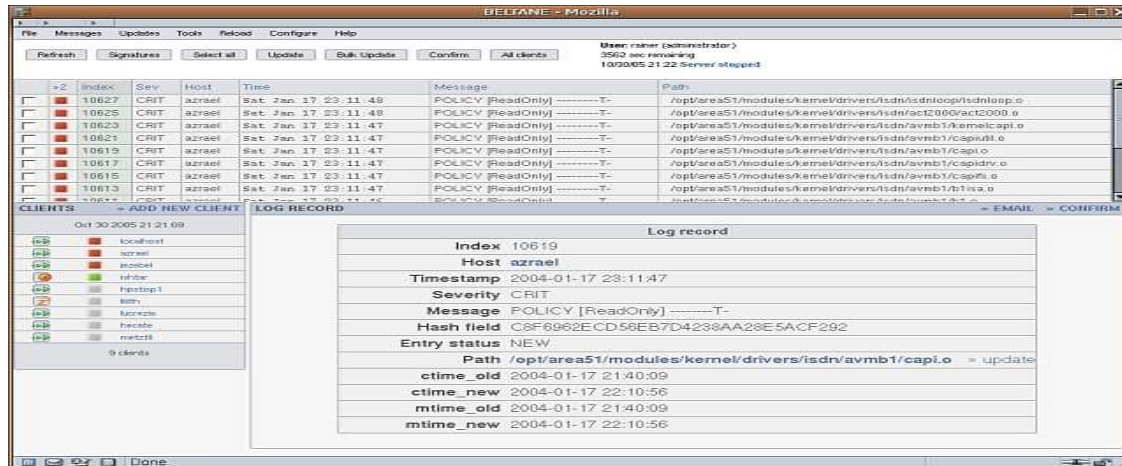 BELTANE - Mozilla
File Messages Updates Tools Reload Configure Help
Refresh Signatures Select all Update Bulk Update Confirm All clients
User: rainer (administrator)
3562 sec remaining
10/30/05 21:22 Server stopped
Index Sev Host Time Message Path
10627 CRIT azrael Sat Jan 17 23:11:48 POLICY [ReadOnly] --------T- /opt/area51/modules/kernel/drivers/isdn/isdnloop/isdnloop.o
10625 CRIT azrael Sat Jan 17 23:11:48 POLICY [ReadOnly] --------T- /opt/area51/modules/kernel/drivers/isdn/act2000/act2000.o
10623 CRIT azrael Sat Jan 17 23:11:47 POLICY [ReadOnly] --------T- /opt/area51/modules/kernel/drivers/isdn/avmb1/kernelcapi.o
10621 CRIT azrael Sat Jan 17 23:11:47 POLICY [ReadOnly] --------T- /opt/area51/modules/kernel/drivers/isdn/avmb1/capiutil.o
10619 CRIT azrael Sat Jan 17 23:11:47 POLICY [ReadOnly] --------T- /opt/area51/modules/kernel/drivers/isdn/avmb1/capi.o
10617 CRIT azrael Sat Jan 17 23:11:47 POLICY [ReadOnly] --------T- /opt/area51/modules/kernel/drivers/isdn/avmb1/capidrv.o
10615 CRIT azrael Sat Jan 17 23:11:47 POLICY [ReadOnly] --------T- /opt/area51/modules/kernel/drivers/isdn/avmb1/capifs.o
10613 CRIT azrael Sat Jan 17 23:11:47 POLICY [ReadOnly] --------T- /opt/area51/modules/kernel/drivers/isdn/avmb1/b1isa.o
CLIENTS » ADD NEW CLIENT
Oct 30 2005 21:21:09
localhost
azrael
jezebel
ishtar
hpstop1
lilith
lucrezia
hecate
metztli
9 clients
LOG RECORD » EMAIL » CONFIRM
Log record
Index 10619
Host azrael
Timestamp 2004-01-17 23:11:47
Severity CRIT
Message POLICY [ReadOnly] --------T-
Hash field C8F6962ECD56EB7D4238AA28E5ACF292
Entry status NEW
Path /opt/area51/modules/kernel/drivers/isdn/avmb1/capi.o » update
ctime_old 2004-01-17 21:40:09
ctime_new 2004-01-17 22:10:56
mtime_old 2004-01-17 21:40:09
mtime_new 2004-01-17 22:10:56
Done